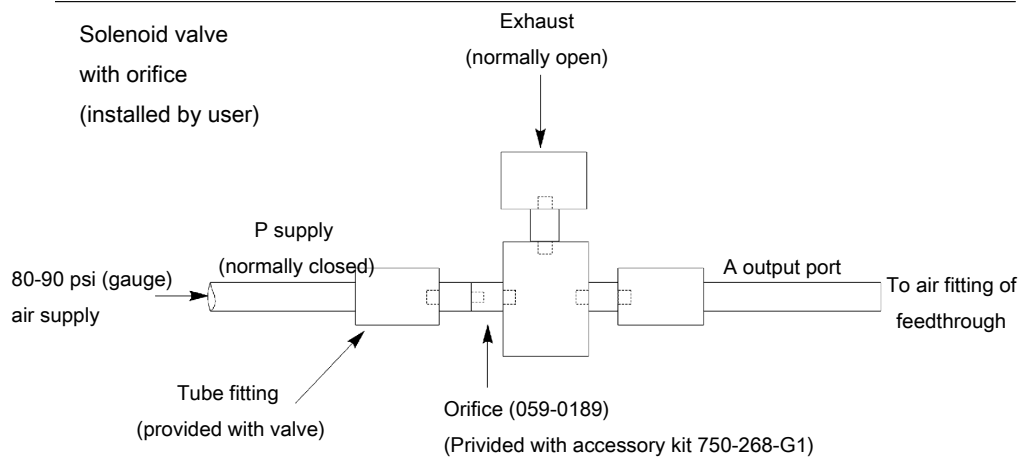 Solenoid valve
with orifice
(installed by user)
Exhaust
(normally open)
P supply
(normally closed)
80-90 psi (gauge)
air supply
A output port
To air fitting of
feedthrough
Tube fitting
(provided with valve)
Orifice (059-0189)
(Privided with accessory kit 750-268-G1)